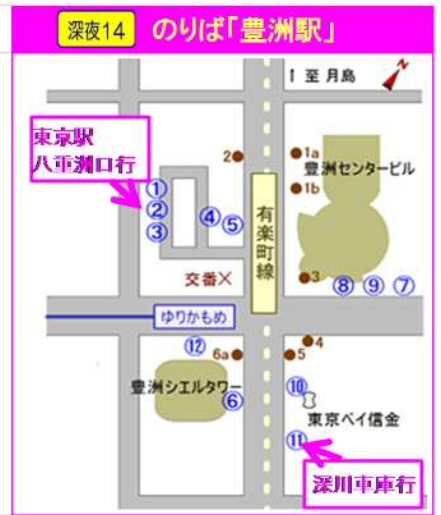 深夜14 のりば「豊洲駅」
↑至月島
東京駅
八重洲口行
2
1a
豊洲センタービル
1b
①
②
③
④
⑤
有楽町線
交番×
3
⑧ ⑨ ⑦
ゆりかもめ
⑫
6a
5
4
豊洲シエルタワー
⑥
⑩
東京ベイ信金
⑪
深川車庫行